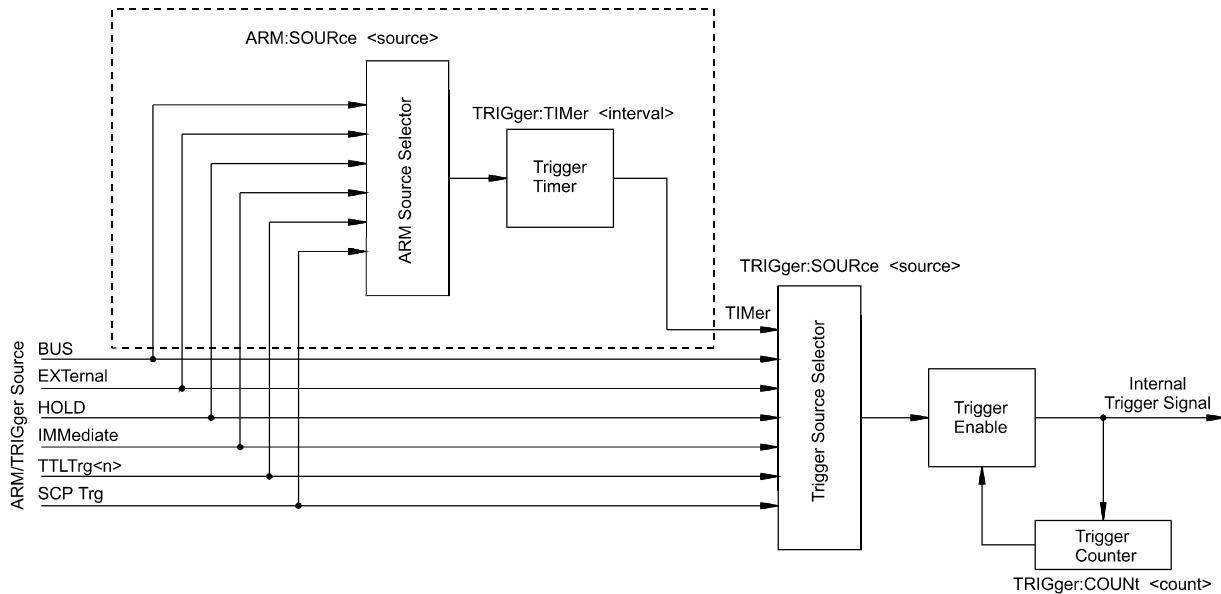 ARM:SOURce <source>
ARM Source Selector
TRIGger:TIMer <interval>
Trigger
Timer
TRIGger:SOURce <source>
TIMer
Trigger Source Selector
ARM/TRIGger Source
BUS
EXTernal
HOLD
IMMediate
TTLTrg<n>
SCP Trg
Trigger
Enable
Internal
Trigger Signal
Trigger
Counter
TRIGger:COUNt <count>